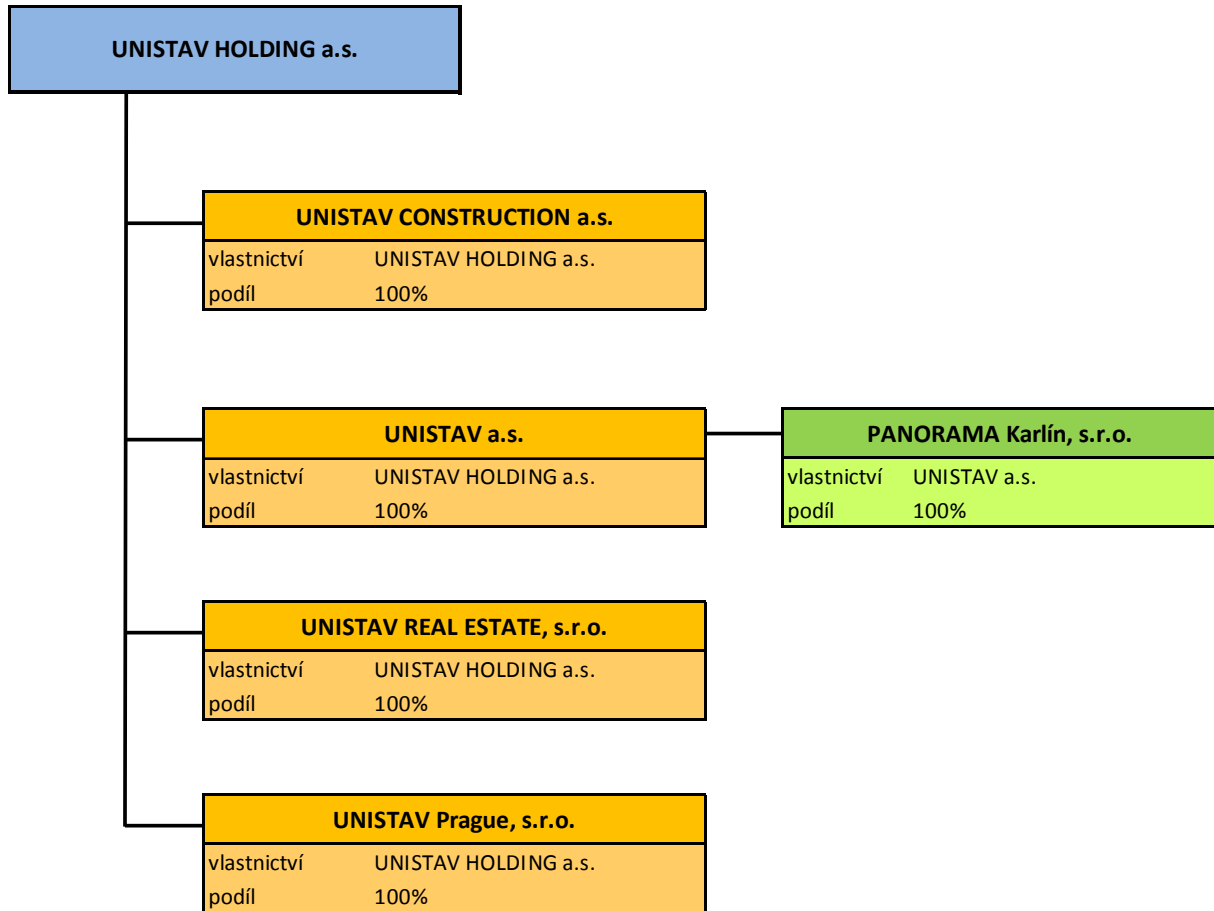 UNISTAV HOLDING a.s.
UNISTAV CONSTRUCTION a.s.
vlastnictví UNISTAV HOLDING a.s.
podíl 100%
UNISTAV a.s.
vlastnictví UNISTAV HOLDING a.s.
podíl 100%
PANORAMA Karlín, s.r.o.
vlastnictví UNISTAV a.s.
podíl 100%
UNISTAV REAL ESTATE, s.r.o.
vlastnictví UNISTAV HOLDING a.s.
podíl 100%
UNISTAV Prague, s.r.o.
vlastnictví UNISTAV HOLDING a.s.
podíl 100%